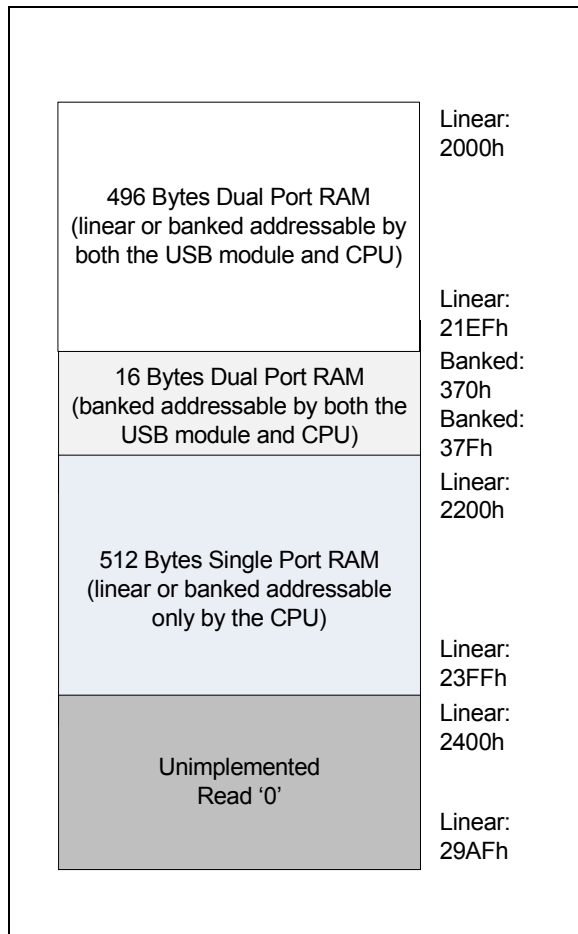 Linear:
2000h
496 Bytes Dual Port RAM
(linear or banked addressable by
both the USB module and CPU)
Linear:
21EFh
16 Bytes Dual Port RAM
(banked addressable by both the
USB module and CPU)
Banked:
370h
Banked:
37Fh
Linear:
2200h
512 Bytes Single Port RAM
(linear or banked addressable
only by the CPU)
Linear:
23FFh
Linear:
2400h
Unimplemented
Read ‘0’
Linear:
29AFh